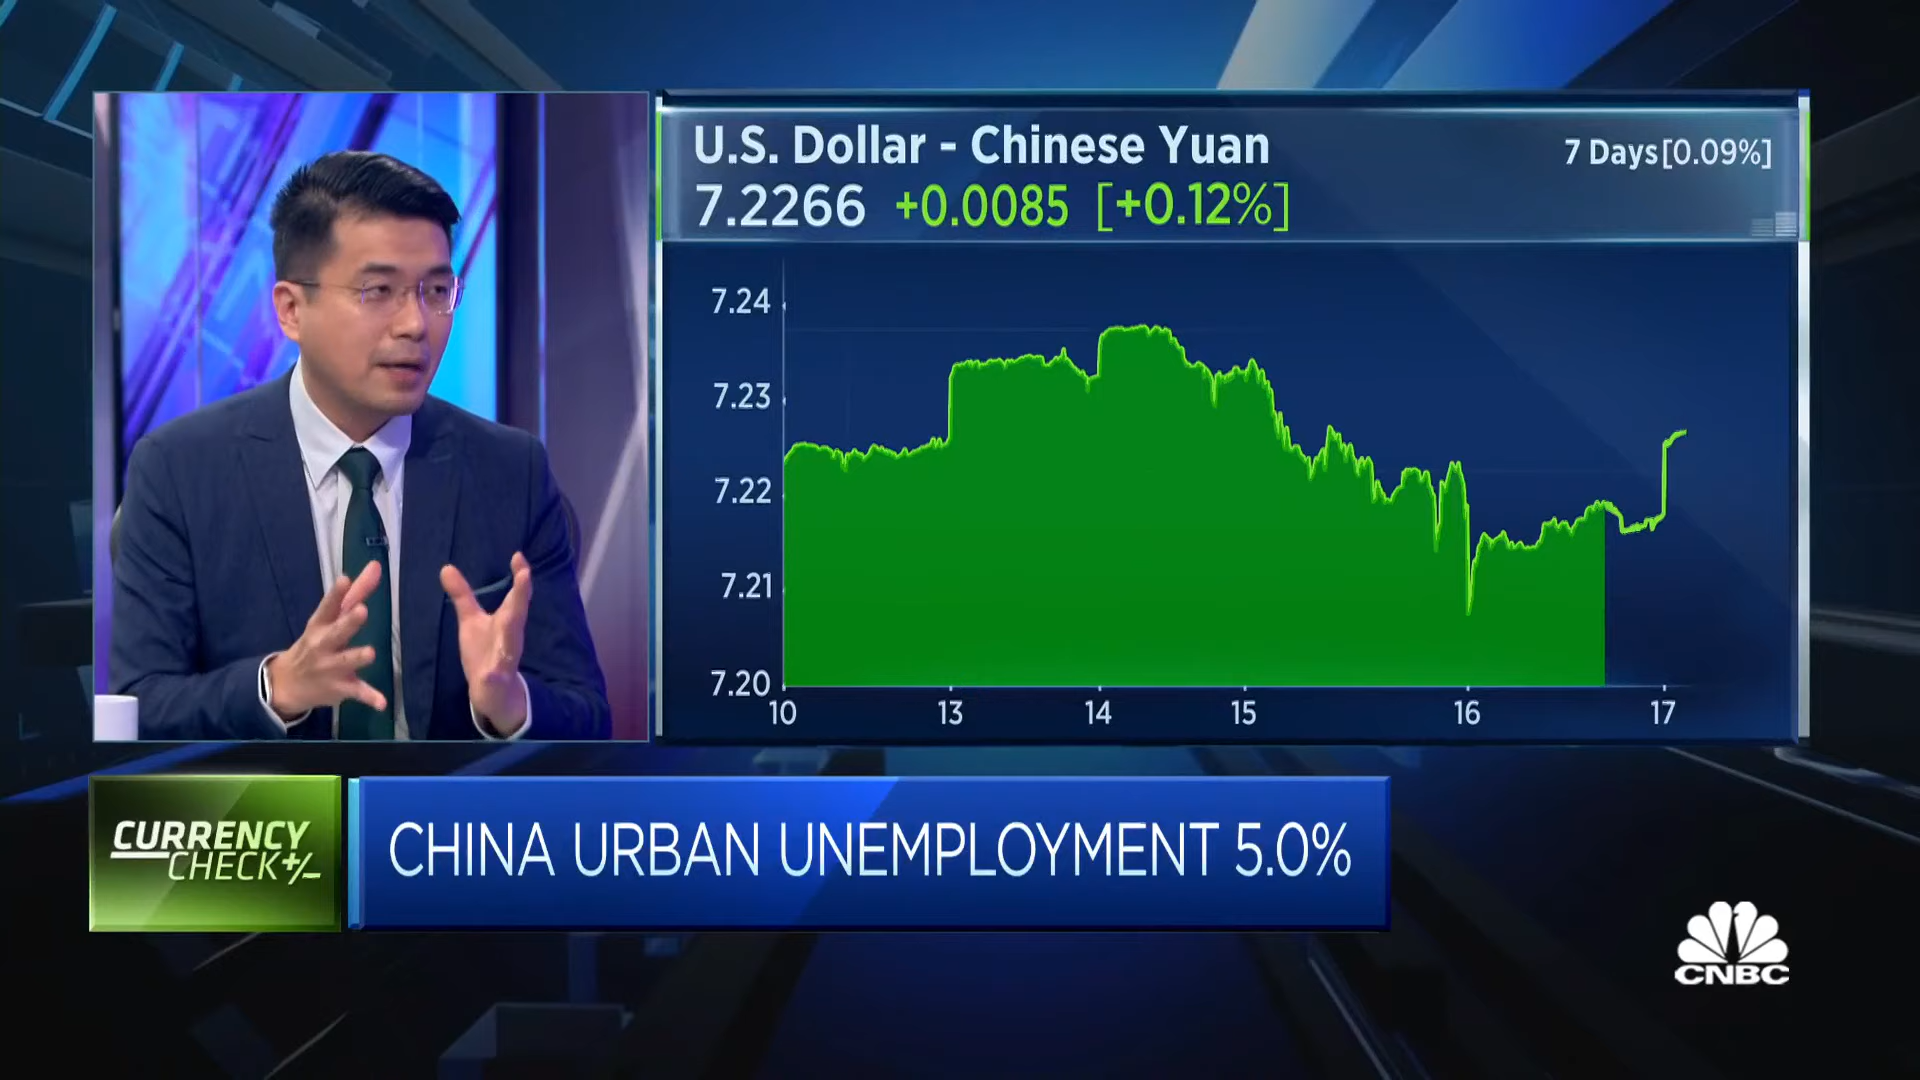 U.S. Dollar - Chinese Yuan
7 Days[0.09%]
7.2266 +0.0085 [+0.12%]
7.24
7.23
7.22
7.21
7.20
10 13 14 15 16 17
CURRENCY
CHECK+/-
CHINA URBAN UNEMPLOYMENT 5.0%
CNBC